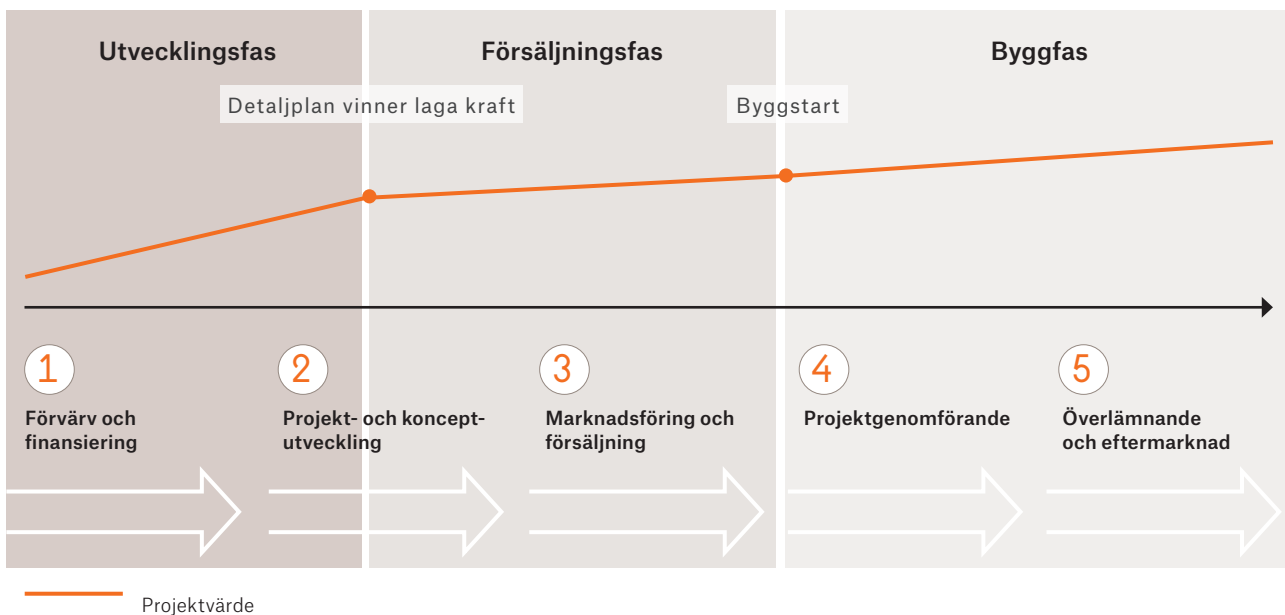 Utvecklingsfas
Försäljningsfas
Byggfas
Detaljplan vinner laga kraft
Byggstart
1
Förvärv och
finansiering
2
Projekt- och koncept-
utveckling
3
Marknadsföring och
försäljning
4
Projektgenomförande
5
Överlämnande
och eftermarknad
Projektvärde